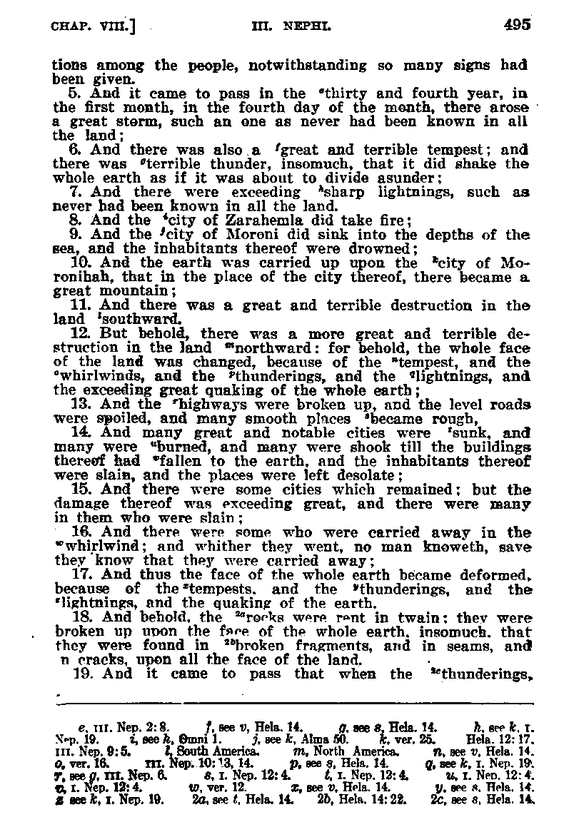 CHAP. VIII.] III. NEPHI. 495
tions among the people, notwithstanding so many signs had
been given.
5. And it came to pass in the ᵉthirty and fourth year, in
the first month, in the fourth day of the month, there arose
a great storm, such an one as never had been known in all
the land;
6. And there was also a ᶠgreat and terrible tempest; and
there was ᵍterrible thunder, insomuch, that it did shake the
whole earth as if it was about to divide asunder;
7. And there were exceeding ʰsharp lightnings, such as
never had been known in all the land.
8. And the ⁱcity of Zarahemla did take fire;
9. And the ʲcity of Moroni did sink into the depths of the
sea, and the inhabitants thereof were drowned;
10. And the earth was carried up upon the ᵏcity of Mo-
ronihah, that in the place of the city thereof, there became a
great mountain;
11. And there was a great and terrible destruction in the
land ˡsouthward.
12. But behold, there was a more great and terrible de-
struction in the land ᵐnorthward: for behold, the whole face
of the land was changed, because of the ⁿtempest, and the
ᵒwhirlwinds, and the ᵖthunderings, and the qlightnings, and
the exceeding great quaking of the whole earth;
13. And the ʳhighways were broken up, and the level roads
were spoiled, and many smooth places ˢbecame rough,
14. And many great and notable cities were ᵗsunk, and
many were ᵘburned, and many were shook till the buildings
thereof had ᵛfallen to the earth, and the inhabitants thereof
were slain, and the places were left desolate;
15. And there were some cities which remained; but the
damage thereof was exceeding great, and there were many
in them who were slain;
16. And there were some who were carried away in the
ʷwhirlwind; and whither they went, no man knoweth, save
they know that they were carried away;
17. And thus the face of the whole earth became deformed,
because of the ˣtempests, and the ʸthunderings, and the
ᶻlightnings, and the quaking of the earth.
18. And behold, the ²ᵃrocks were rent in twain: they were
broken up upon the face of the whole earth, insomuch, that
they were found in ²ᵇbroken fragments, and in seams, and
n cracks, upon all the face of the land.
19. And it came to pass that when the ²ᶜthunderings,
e, III. Nep. 2:8. f, see v, Hela. 14. g, see s, Hela. 14. h, see k, I.
Nep. 19. i, see h, Omni 1. j, see k, Alma 50. k, ver. 25. Hela. 12:17.
III. Nep. 9:5. l, South America. m, North America. n, see v, Hela. 14.
o, ver. 16. III. Nep. 10:13, 14. p, see s, Hela. 14. q, see k, I. Nep. 19.
r, see g, III. Nep. 6. s, I. Nep. 12:4. t, I. Nep. 12:4. u, I. Nep. 12:4.
v, I. Nep. 12:4. w, ver. 12. x, see v, Hela. 14. y, see s, Hela. 14.
z see k, I. Nep. 19. 2a, see t, Hela. 14. 2b, Hela. 14:22. 2c, see s, Hela. 14.